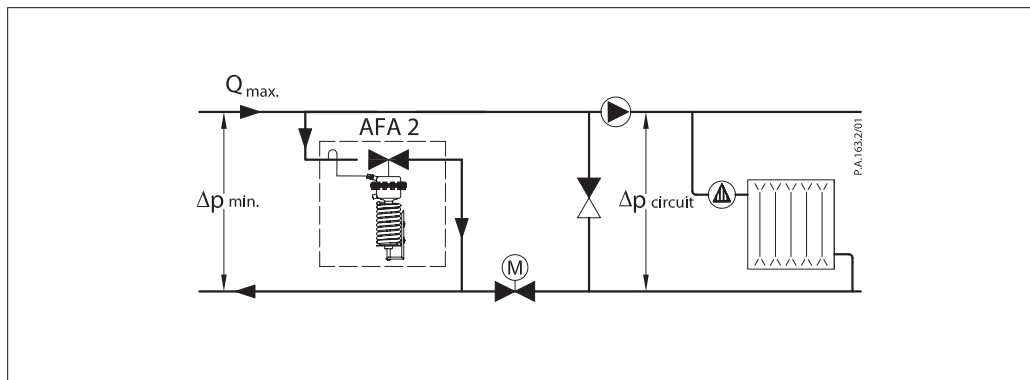 Q max.
AFA 2
Δp min.
Δp circuit
M
P.A.163.2/01